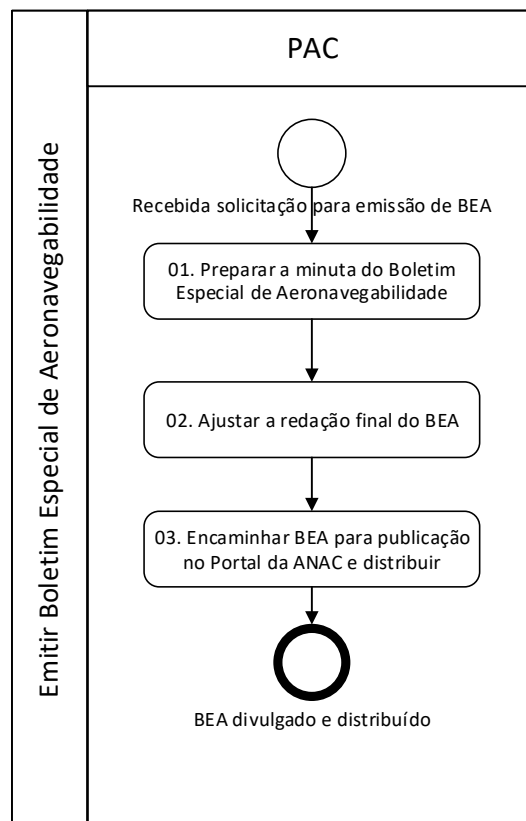 Emitir Boletim Especial de Aeronavegabilidade
PAC
Recebida solicitação para emissão de BEA
01. Preparar a minuta do Boletim
Especial de Aeronavegabilidade
02. Ajustar a redação final do BEA
03. Encaminhar BEA para publicação
no Portal da ANAC e distribuir
BEA divulgado e distribuído